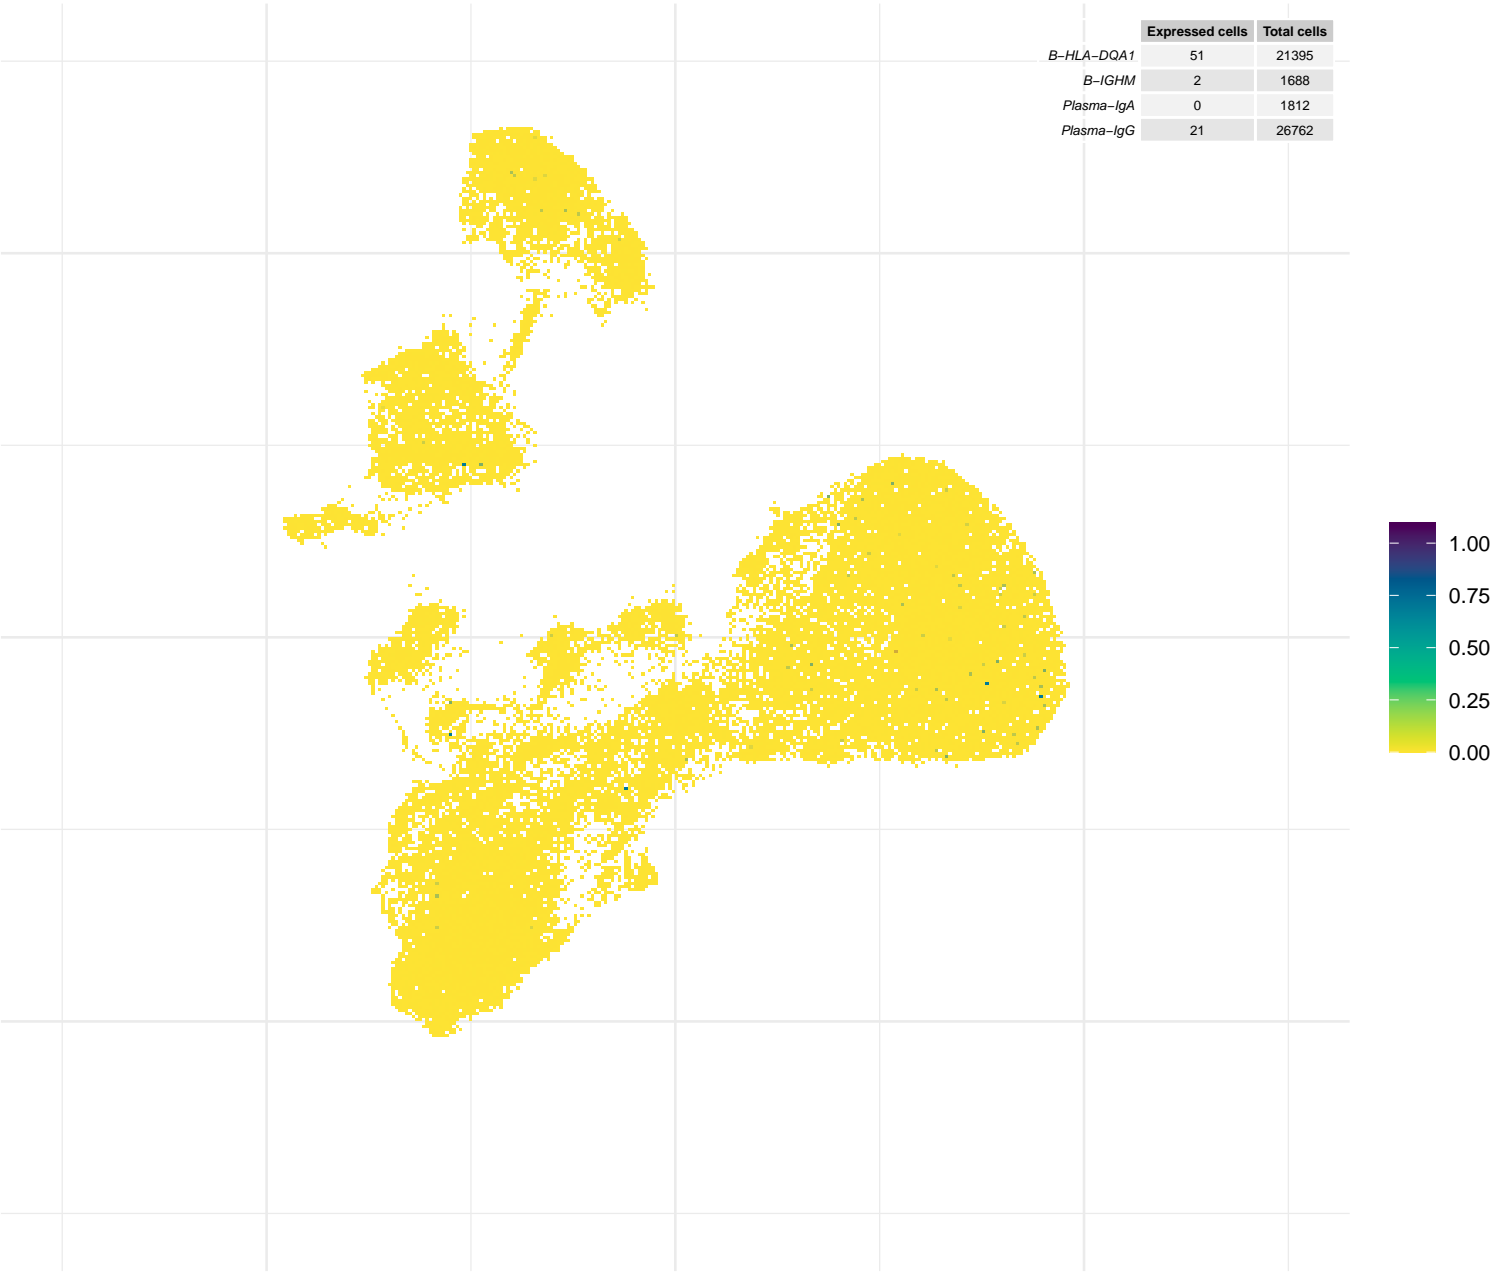 Expressed cells Total cells
B−HLA−DQA1 51 21395
B−IGHM 2 1688
Plasma−IgA 0 1812
Plasma−IgG 21 26762
1.00
0.75
0.50
0.25
0.00